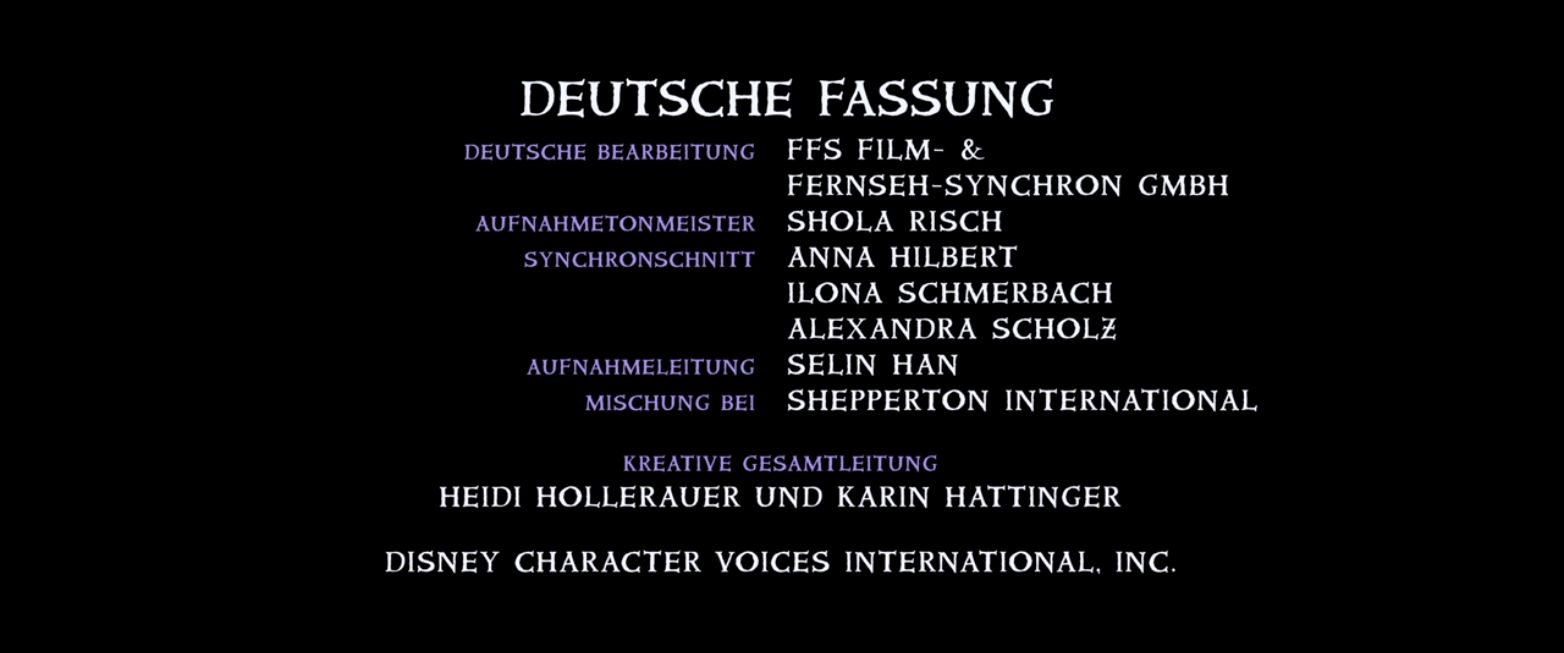 DEUTSCHE FASSUNG
DEUTSCHE BEARBEITUNG FFS FILM- &
FERNSEH-SYNCHRON GMBH
AUFNAHMETONMEISTER SHOLA RISCH
SYNCHRONSCHNITT ANNA HILBERT
ILONA SCHMERBACH
ALEXANDRA SCHOLZ
AUFNAHMELEITUNG SELIN HAN
MISCHUNG BEI SHEPPERTON INTERNATIONAL
KREATIVE GESAMTLEITUNG
HEIDI HOLLERAUER UND KARIN HATTINGER
DISNEY CHARACTER VOICES INTERNATIONAL, INC.